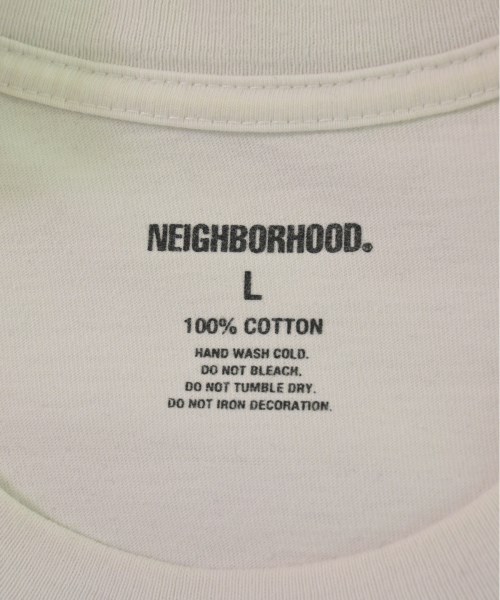 NEIGHBORHOOD®
L
100% COTTON
HAND WASH COLD.
DO NOT BLEACH.
DO NOT TUMBLE DRY.
DO NOT IRON DECORATION.